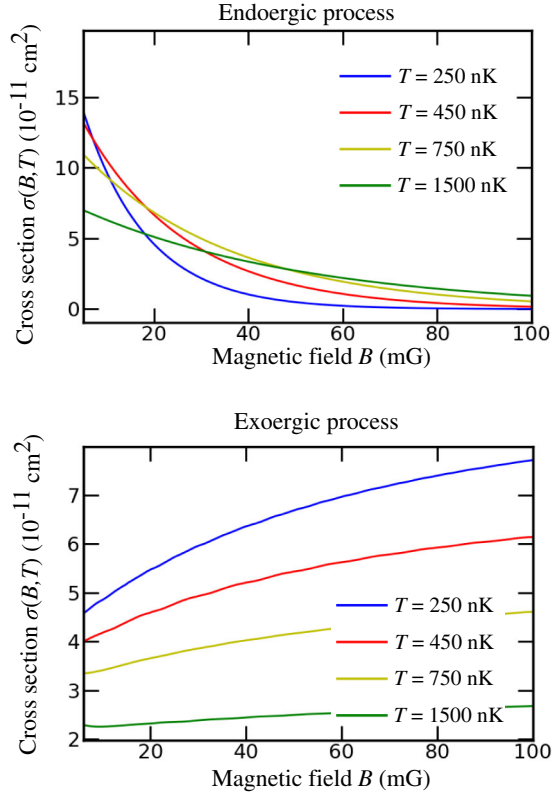 Endoergic process
Cross section σ(B,T) (10⁻¹¹ cm²)
15
10
5
0
T = 250 nK
T = 450 nK
T = 750 nK
T = 1500 nK
20 40 60 80 100
Magnetic field B (mG)
Exoergic process
Cross section σ(B,T) (10⁻¹¹ cm²)
7
6
5
4
3
2
T = 250 nK
T = 450 nK
T = 750 nK
T = 1500 nK
20 40 60 80 100
Magnetic field B (mG)